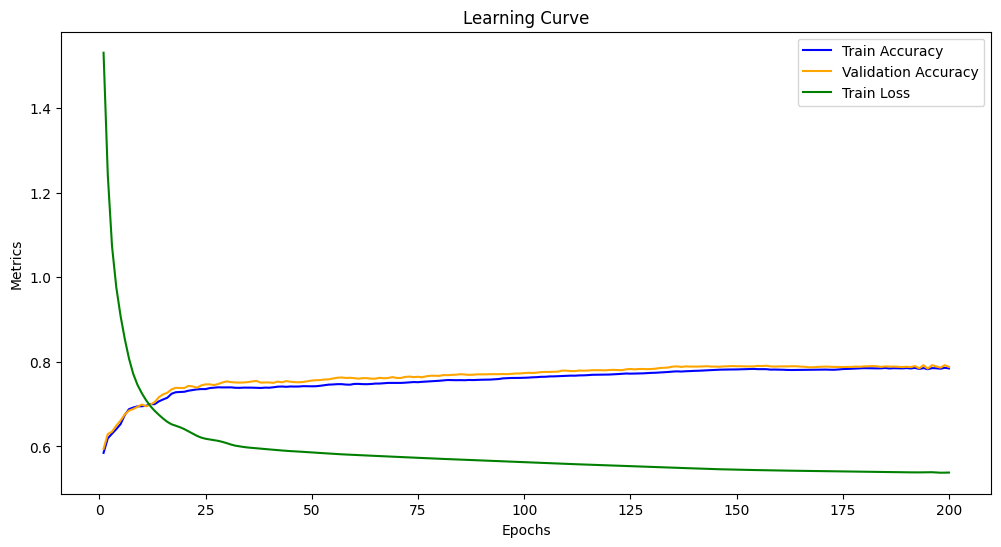 Learning Curve
Train Accuracy
Validation Accuracy
Train Loss
Metrics
1.4
1.2
1.0
0.8
0.6
0 25 50 75 100 125 150 175 200
Epochs